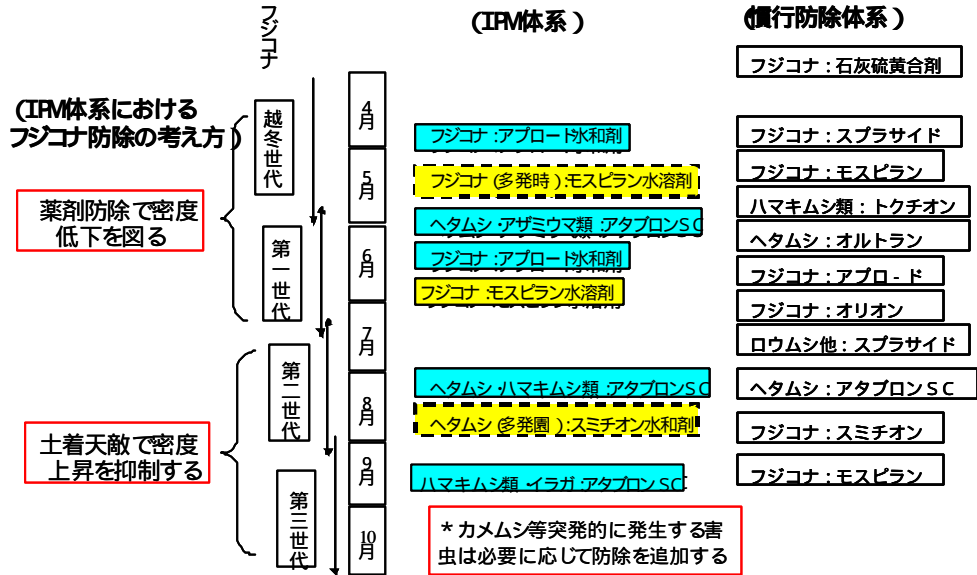 フジコナ
(IPM体系)
(慣行防除体系)
(IPM体系における
フジコナ防除の考え方)
越冬世代
第一世代
第二世代
第三世代
薬剤防除で密度
低下を図る
土着天敵で密度
上昇を抑制する
4月
5月
6月
7月
8月
9月
10月
フジコナ:アプロード水和剤
フジコナ(多発時):モスピラン水溶剤
ヘタムシ・アザミウマ類:アタブロンSC
フジコナ:アプロード水和剤
フジコナ:モスピラン水溶剤
ヘタムシ・ハマキムシ類:アタブロンSC
ヘタムシ(多発園):スミチオン水和剤
ハマキムシ類・イラガ:アタブロンSC
*カメムシ等突発的に発生する害
虫は必要に応じて防除を追加する
フジコナ:石灰硫黄合剤
フジコナ:スプラサイド
フジコナ:モスピラン
ハマキムシ類:トクチオン
ヘタムシ:オルトラン
フジコナ:アプロ-ド
フジコナ:オリオン
ロウムシ他:スプラサイド
ヘタムシ:アタブロンSC
フジコナ:スミチオン
フジコナ:モスピラン